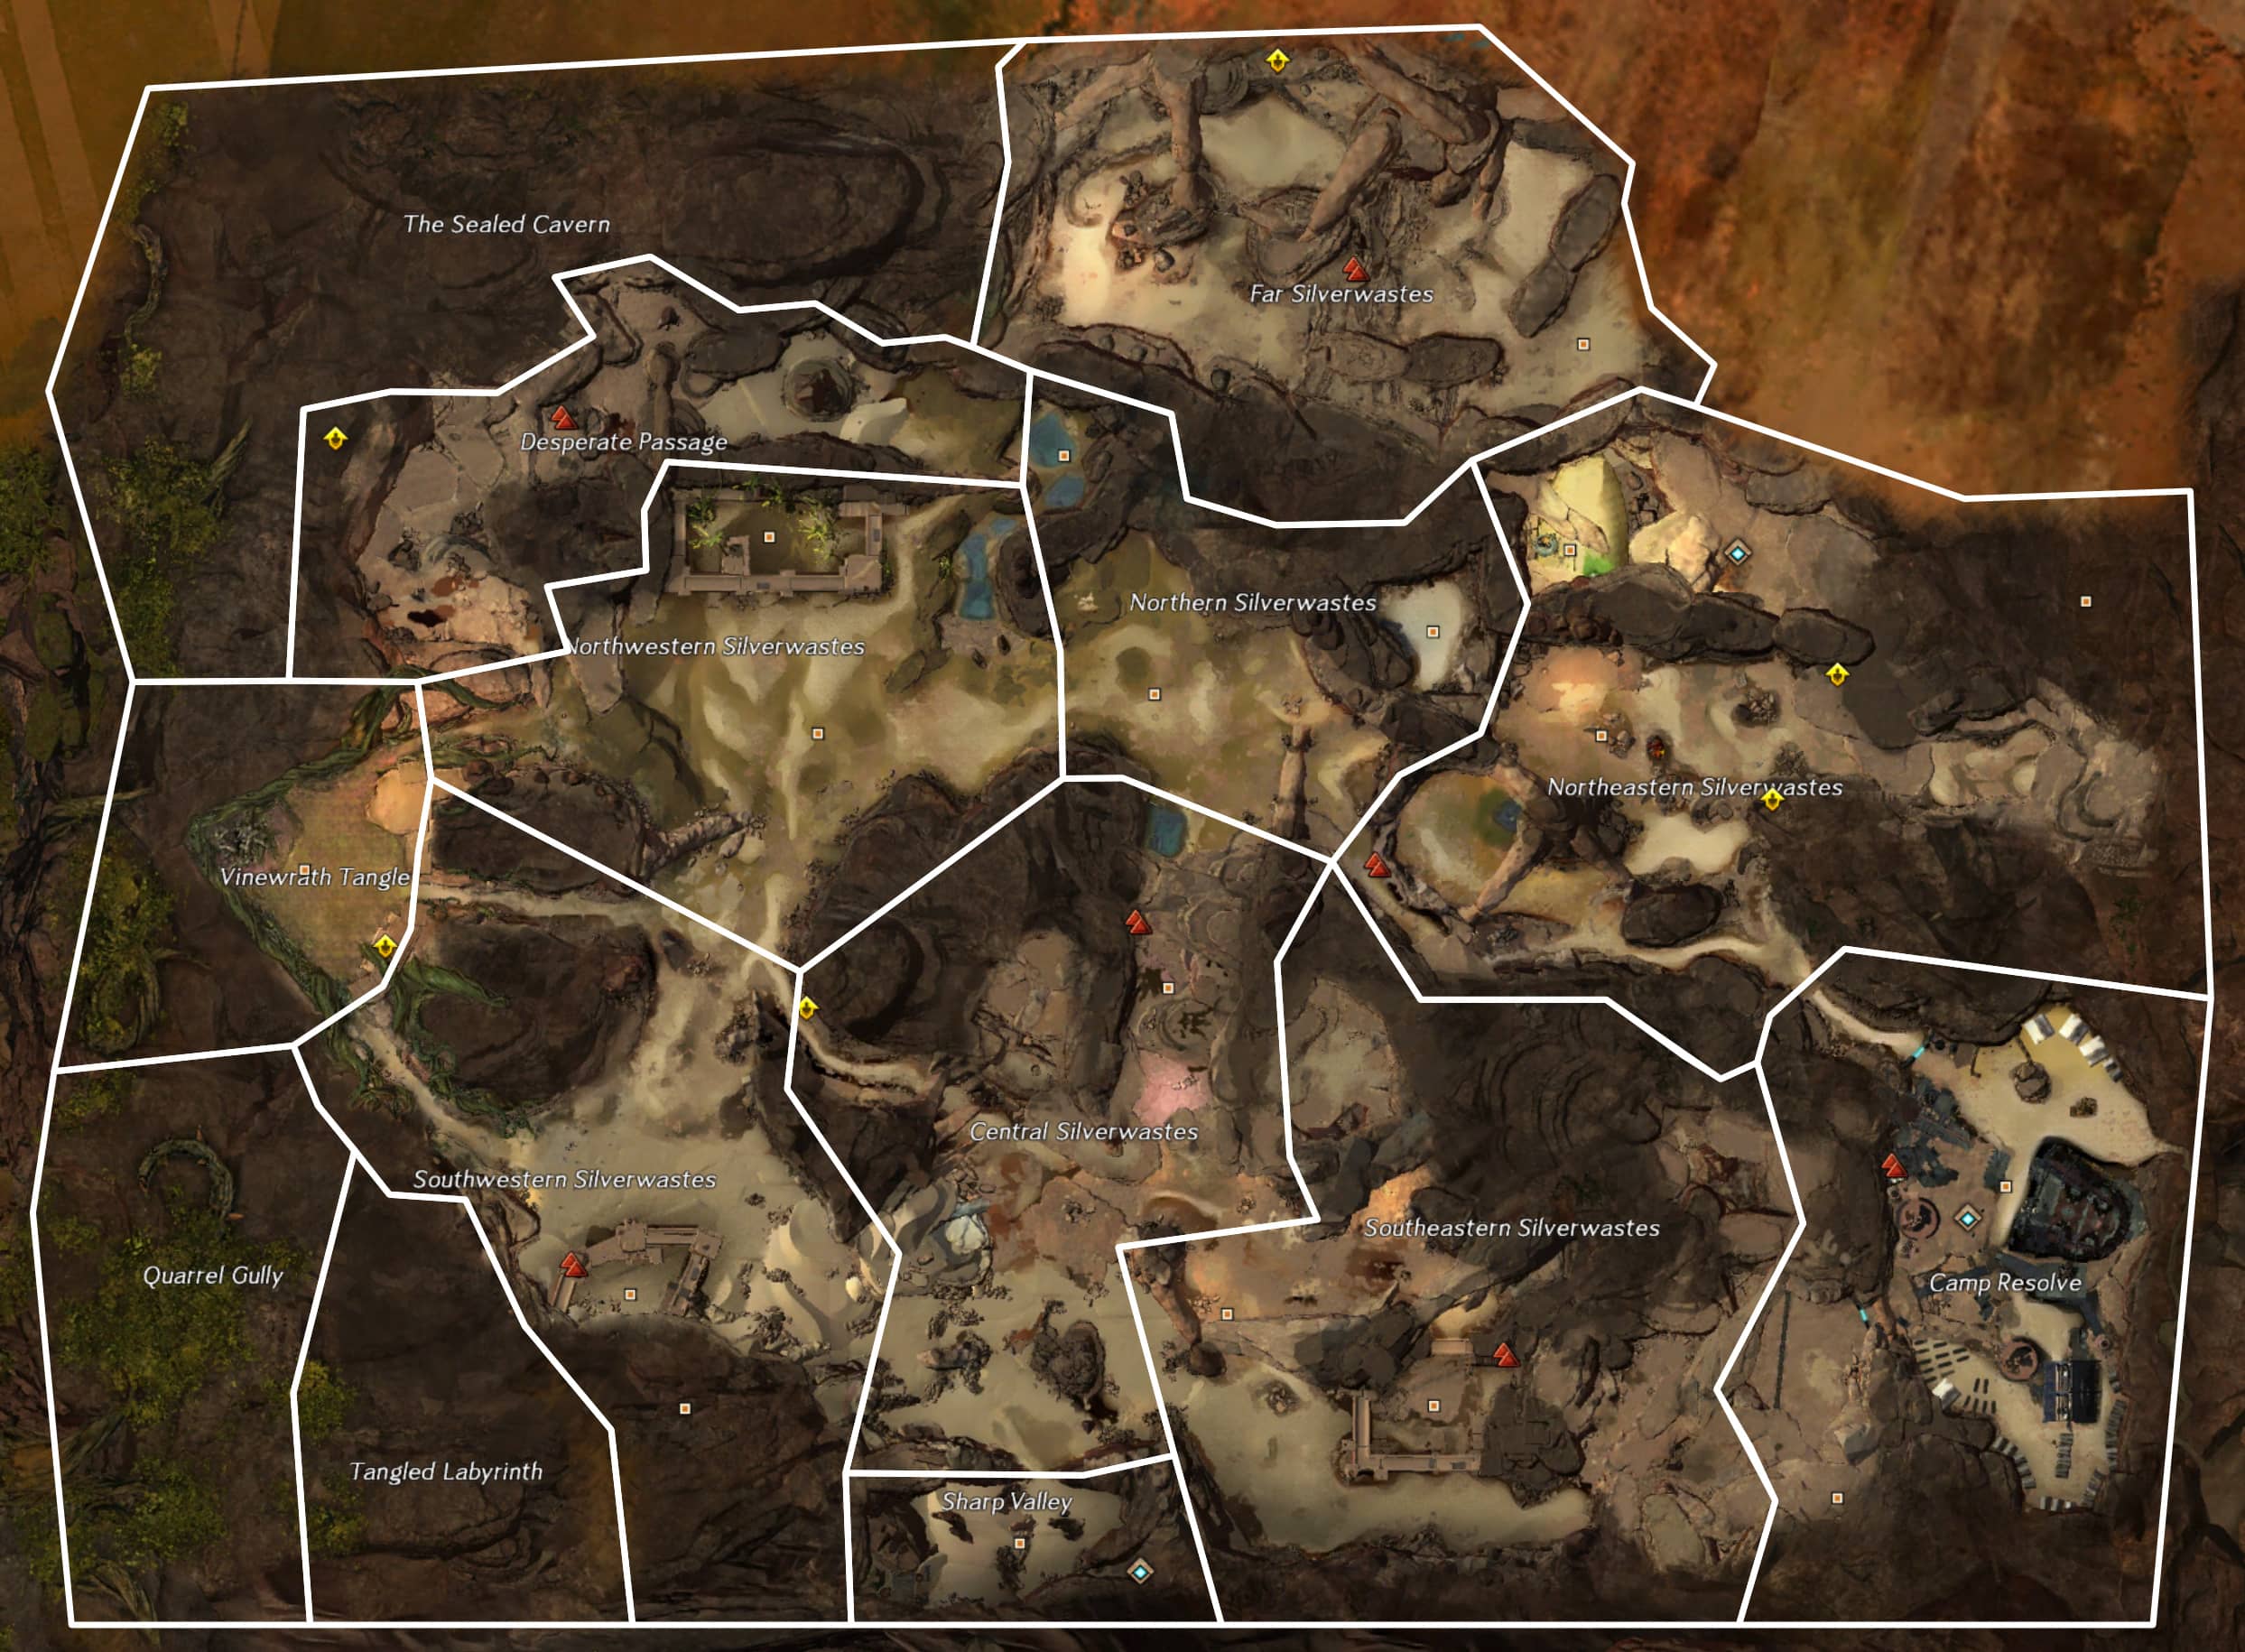 The Sealed Cavern
Far Silverwastes
Desperate Passage
Northern Silverwastes
Northwestern Silverwastes
Northeastern Silverwastes
Vinewrath Tangle
Central Silverwastes
Southwestern Silverwastes
Southeastern Silverwastes
Quarrel Gully
Camp Resolve
Tangled Labyrinth
Sharp Valley